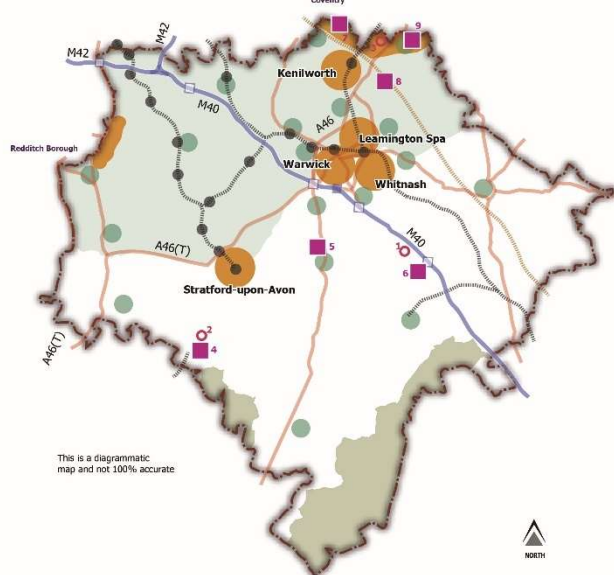 Coventry
M42
M42
7
3
9
Kenilworth
8
M40
A46
Leamington Spa
Redditch Borough
Warwick
Whitnash
A46(T)
5
M40
1
6
Stratford-upon-Avon
A46(T)
2
4
This is a diagrammatic
map and not 100% accurate
NORTH